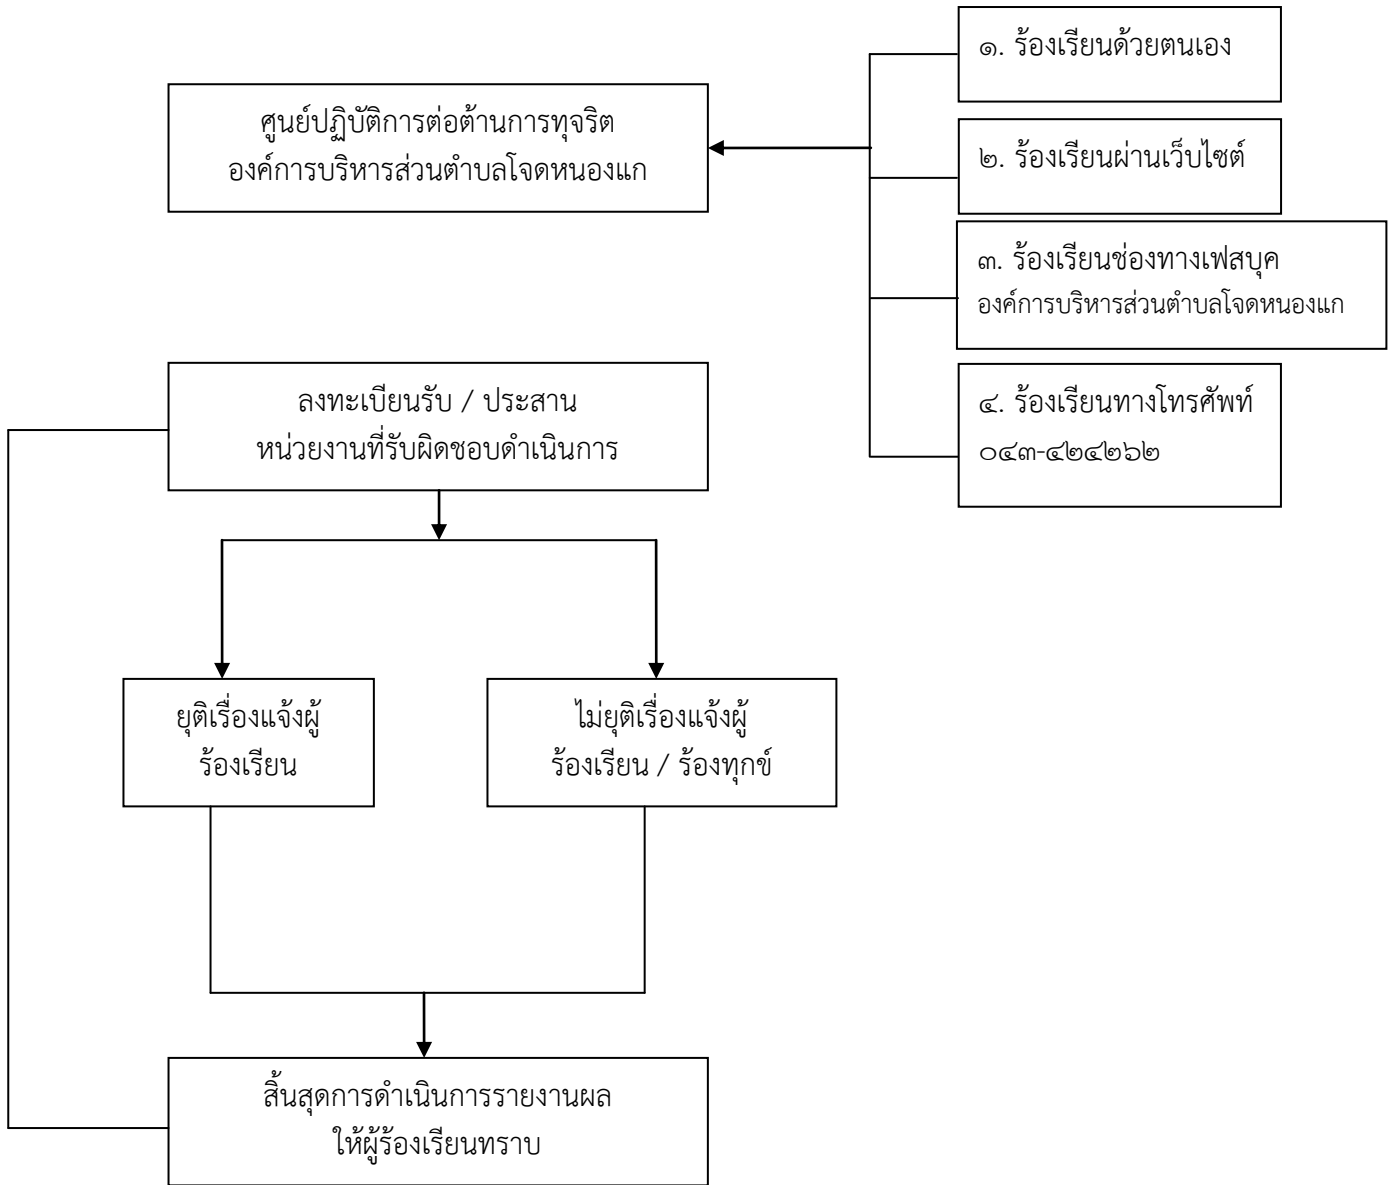 ศูนย์ปฏิบัติการต่อต้านการทุจริต
องค์การบริหารส่วนตำบลโจดหนองแก
๑. ร้องเรียนด้วยตนเอง
๒. ร้องเรียนผ่านเว็บไซต์
๓. ร้องเรียนช่องทางเฟสบุค
องค์การบริหารส่วนตำบลโจดหนองแก
๔. ร้องเรียนทางโทรศัพท์
๐๔๓-๔๒๔๒๖๒
ลงทะเบียนรับ / ประสาน
หน่วยงานที่รับผิดชอบดำเนินการ
ยุติเรื่องแจ้งผู้
ร้องเรียน
ไม่ยุติเรื่องแจ้งผู้
ร้องเรียน / ร้องทุกข์
สิ้นสุดการดำเนินการรายงานผล
ให้ผู้ร้องเรียนทราบ